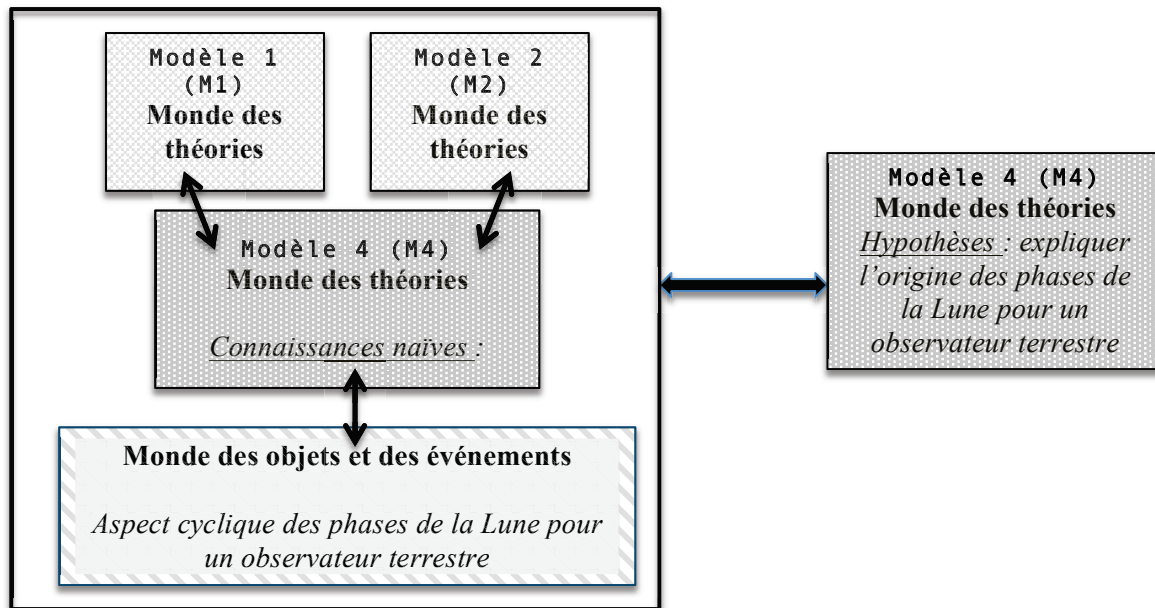 Modèle 1
(M1)
Monde des
théories
Modèle 2
(M2)
Monde des
théories
Modèle 4 (M4)
Monde des théories
Connaissances naïves :
Monde des objets et des événements
Aspect cyclique des phases de la Lune pour
un observateur terrestre
Modèle 4 (M4)
Monde des théories
Hypothèses : expliquer
l’origine des phases de
la Lune pour un
observateur terrestre